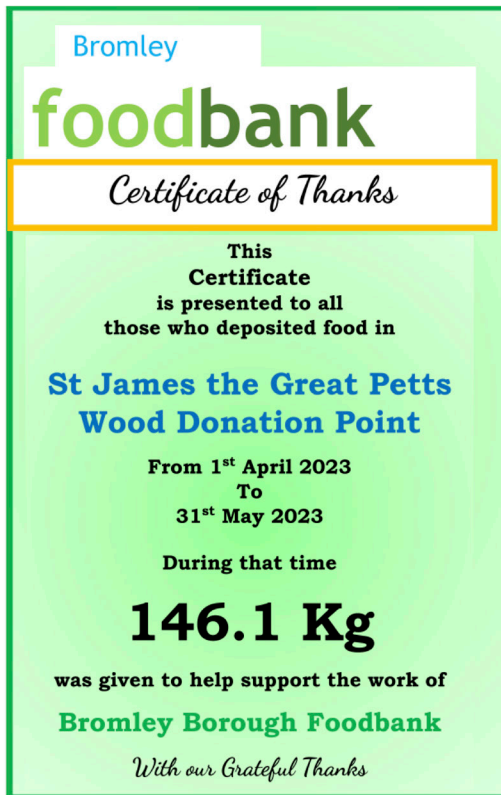 Bromley
foodbank
Certificate of Thanks
This
Certificate
is presented to all
those who deposited food in
St James the Great Petts
Wood Donation Point
From 1st April 2023
To
31st May 2023
During that time
146.1 Kg
was given to help support the work of
Bromley Borough Foodbank
With our Grateful Thanks